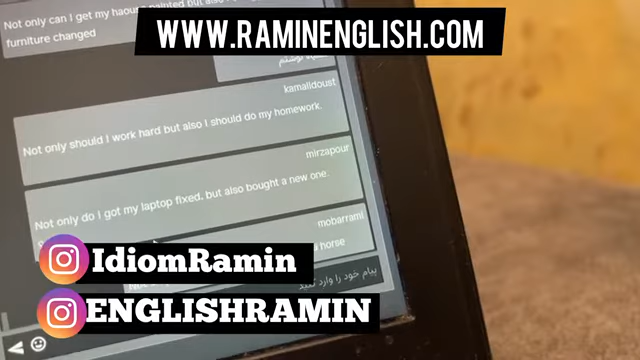 WWW.RAMINENGLISH.COM
Not only can I get my haouse painted but also I
furniture changed
نوشتم
kamalidoust
Not only should I work hard but also I should do my homework.
mirzapour
Not only do I got my laptop fixed, but also bought a new one.
mobarrami
a horse
IdiomRamin
پیام خود را وارد کنید
ENGLISHRAMIN